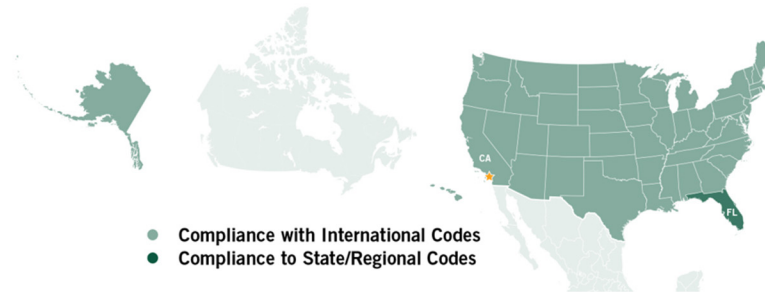 CA
FL
Compliance with International Codes
Compliance to State/Regional Codes